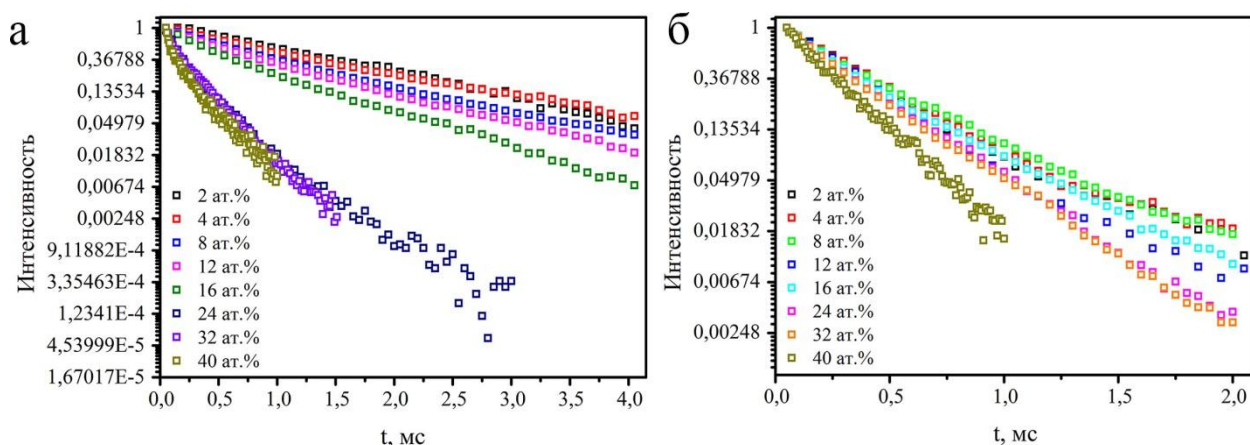 а
Интенсивность
1
0,36788
0,13534
0,04979
0,01832
0,00674
0,00248
9,11882E-4
3,35463E-4
1,2341E-4
4,53999E-5
1,67017E-5
2 ат.%
4 ат.%
8 ат.%
12 ат.%
16 ат.%
24 ат.%
32 ат.%
40 ат.%
0,0 0,5 1,0 1,5 2,0 2,5 3,0 3,5 4,0
t, мс
б
Интенсивность
1
0,36788
0,13534
0,04979
0,01832
0,00674
0,00248
2 ат.%
4 ат.%
8 ат.%
12 ат.%
16 ат.%
24 ат.%
32 ат.%
40 ат.%
0,0 0,5 1,0 1,5 2,0
t, мс